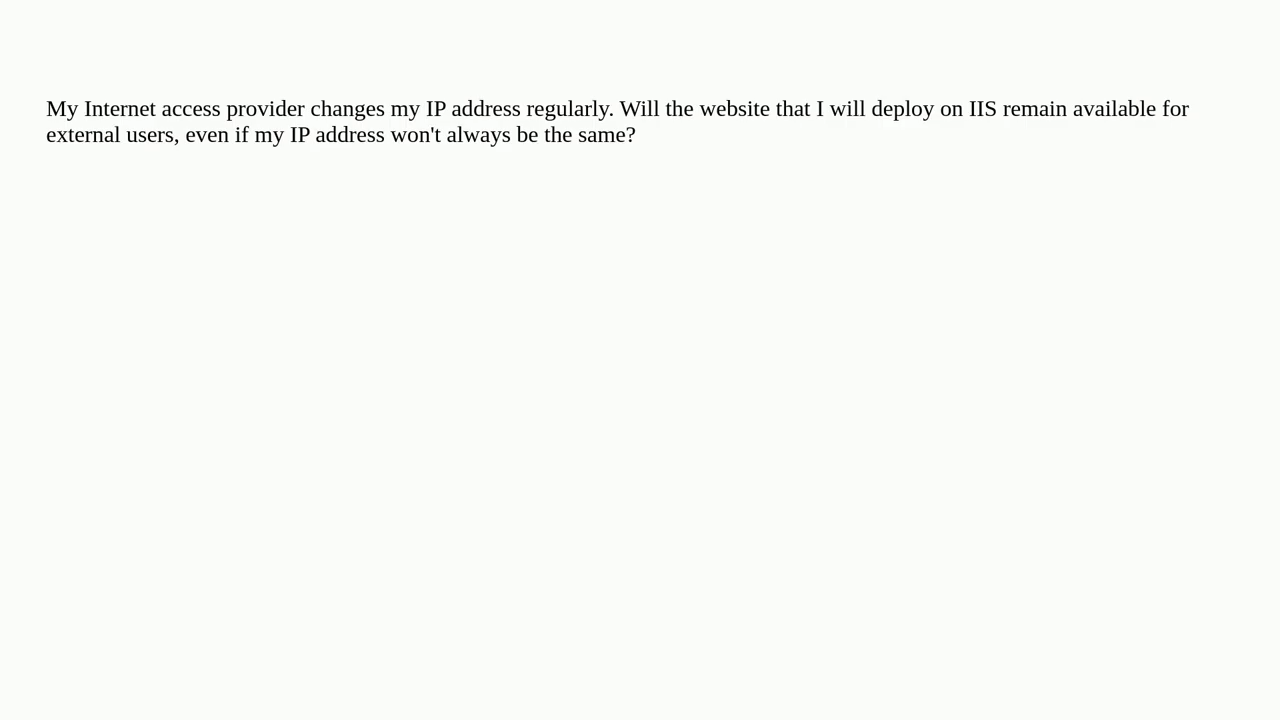 My Internet access provider changes my IP address regularly. Will the website that I will deploy on IIS remain available for
external users, even if my IP address won't always be the same?